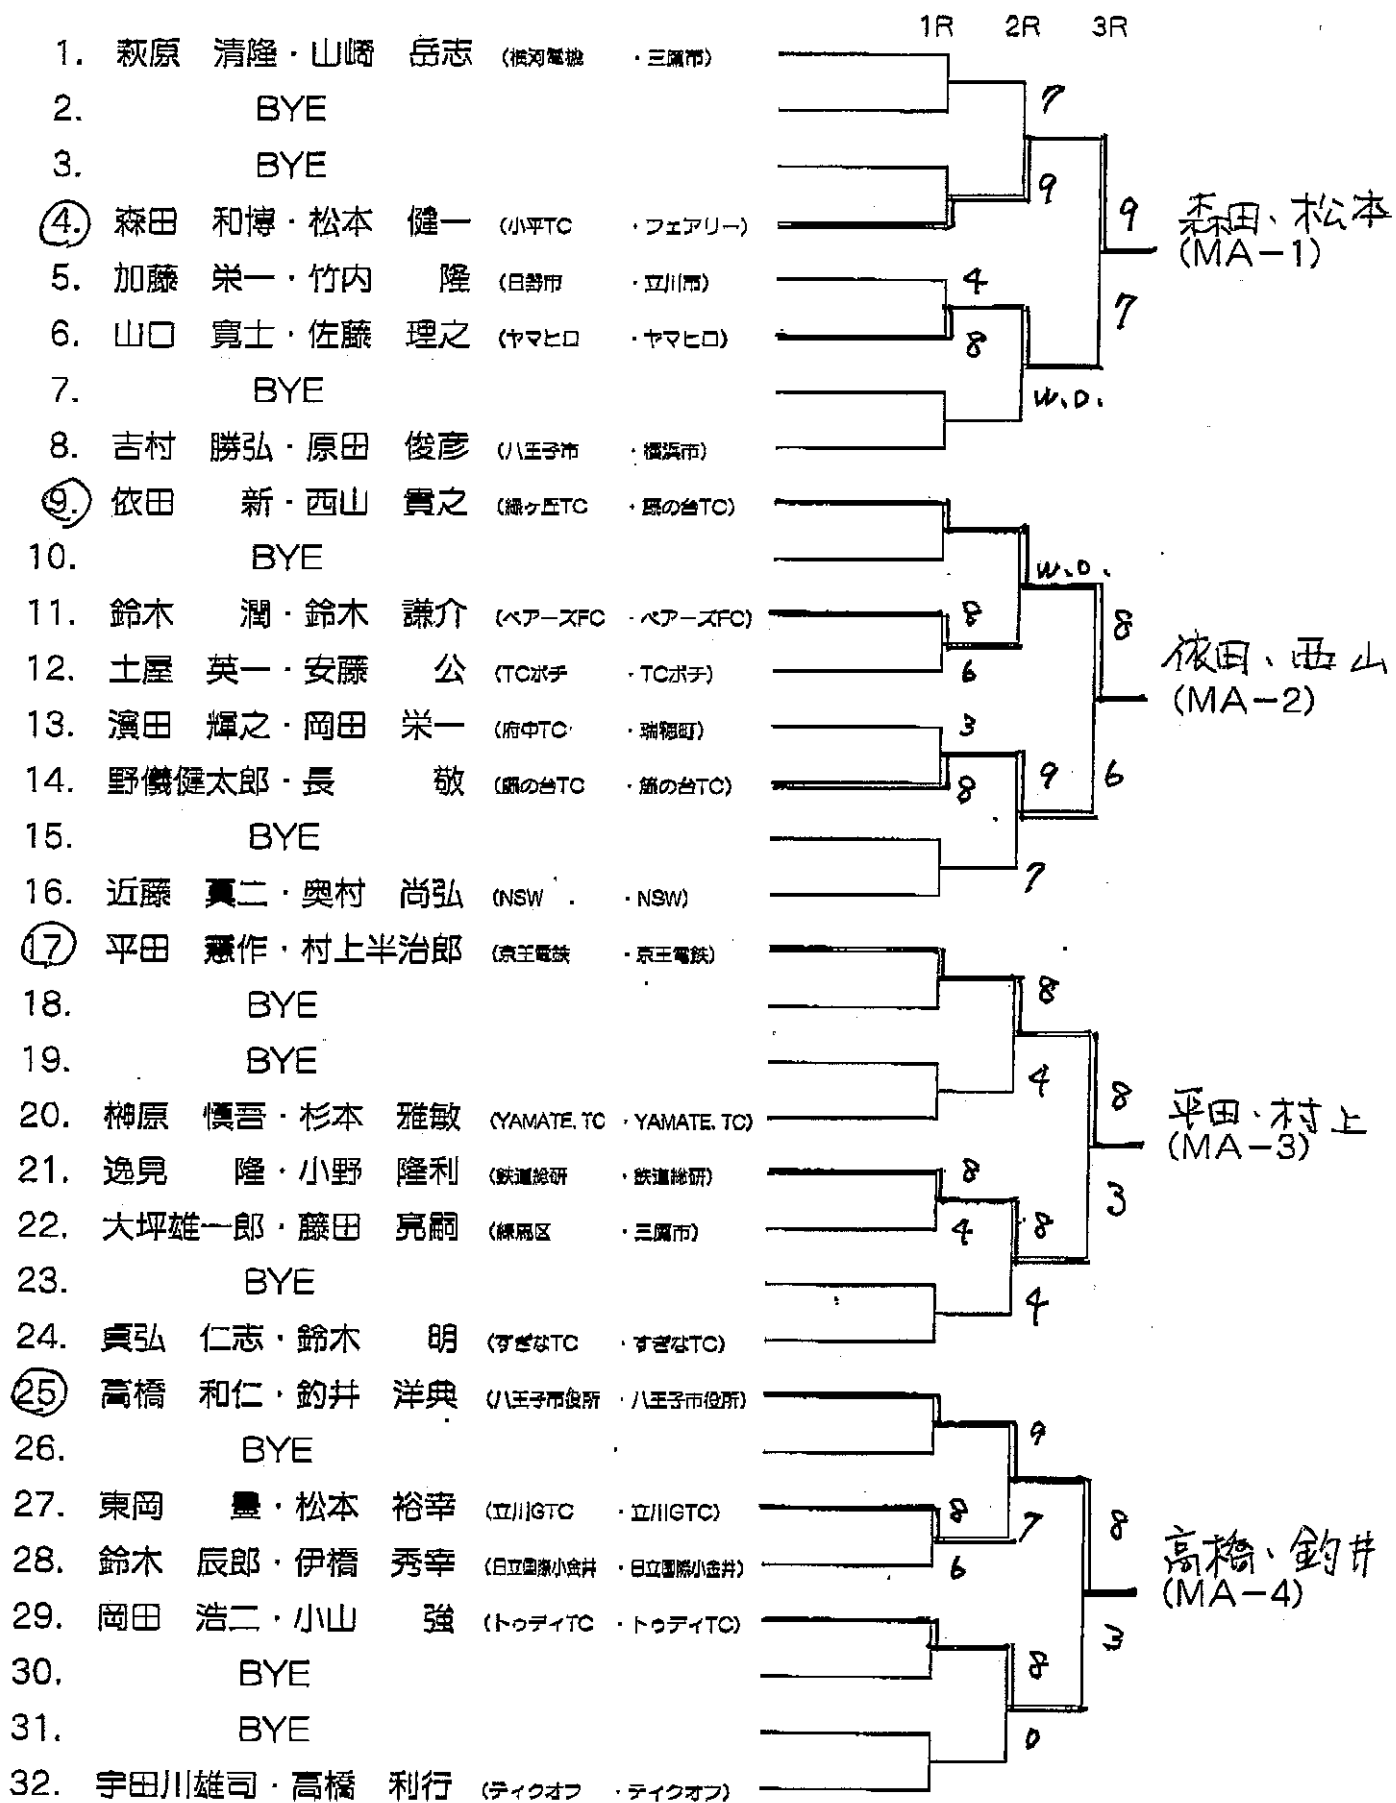 1R 2R 3R
1. 萩原 清隆・山崎 岳志 (横河電機 ・三鷹市)
2. BYE
7
3. BYE
9
4. 森田 和博・松本 健一 (小平TC ・フェアリー)
9 森田・松本
(MA-1)
5. 加藤 栄一・竹内 隆 (日野市 ・立川市) 4
7
6. 山口 寛士・佐藤 理之 (ヤマヒロ ・ヤマヒロ) 8
7. BYE
W.O.
8. 吉村 勝弘・原田 俊彦 (八王子市 ・横浜市)
9. 依田 新・西山 貴之 (緑ヶ丘TC ・TC)
10. BYE
W.O.
11. 鈴木 潤・鈴木 謙介 (ベアーズFC ・ベアーズFC) 8
8
12. 土屋 英一・安藤 公 (TCポチ ・TCポチ) 6
依田・西山
(MA-2)
13. 濱田 輝之・岡田 栄一 (府中TC ・瑞穂町) 3
14. 野儀健太郎・長 敬 8 9 6
15. BYE
7
16. 近藤 真二・奥村 尚弘 (NSW ・NSW)
17 平田 憲作・村上半治郎 (京王電鉄 ・京王電鉄)
18. BYE
8
19. BYE
4
20. 榊原 慎吾・杉本 雅敏 (YAMATE.TC ・YAMATE.TC)
8 平田・村上
(MA-3)
21. 逸見 隆・小野 隆利 (鉄道総研 ・鉄道総研) 8
3
22. 大坪雄一郎・藤田 亮嗣 (練馬区 ・三鷹市) 4 8
23. BYE
4
24. 貞弘 仁志・鈴木 明 (すぎなTC ・すぎなTC)
25 高橋 和仁・釣井 洋典 (八王子市役所 ・八王子市役所)
26. BYE
9
27. 東岡 豊・松本 裕幸 (立川GTC ・立川GTC) 8 7 8
28. 鈴木 辰郎・伊橋 秀幸 (日立国際小金井 ・日立国際小金井) 6
高橋・釣井
(MA-4)
29. 岡田 浩二・小山 強 (トゥディTC ・トゥディTC)
3
30. BYE
8
31. BYE
0
32. 宇田川雄司・高橋 利行 (テイクオフ ・テイクオフ)